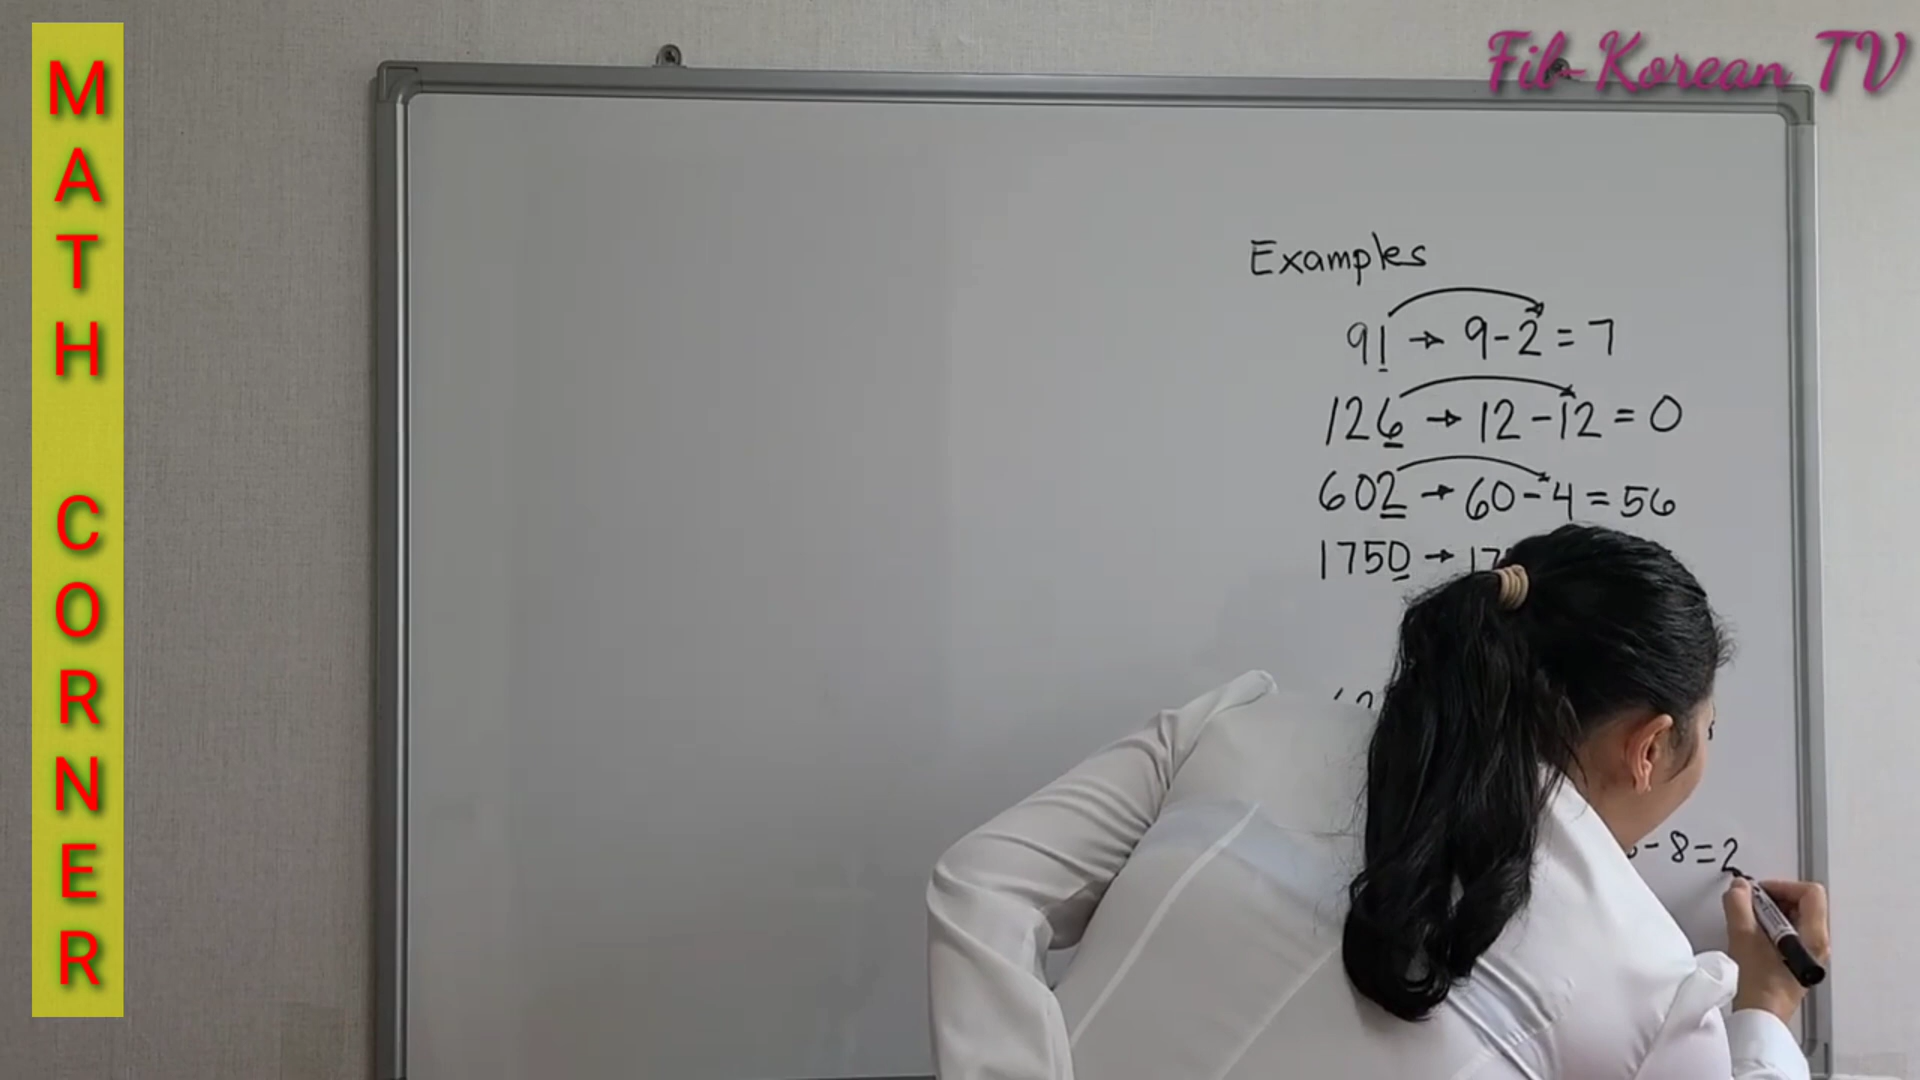 MATH CORNER
Fil-Korean TV
Examples
91 → 9-2=7
126 → 12-12=0
602 → 60-4=56
1750 → 17
-8=2